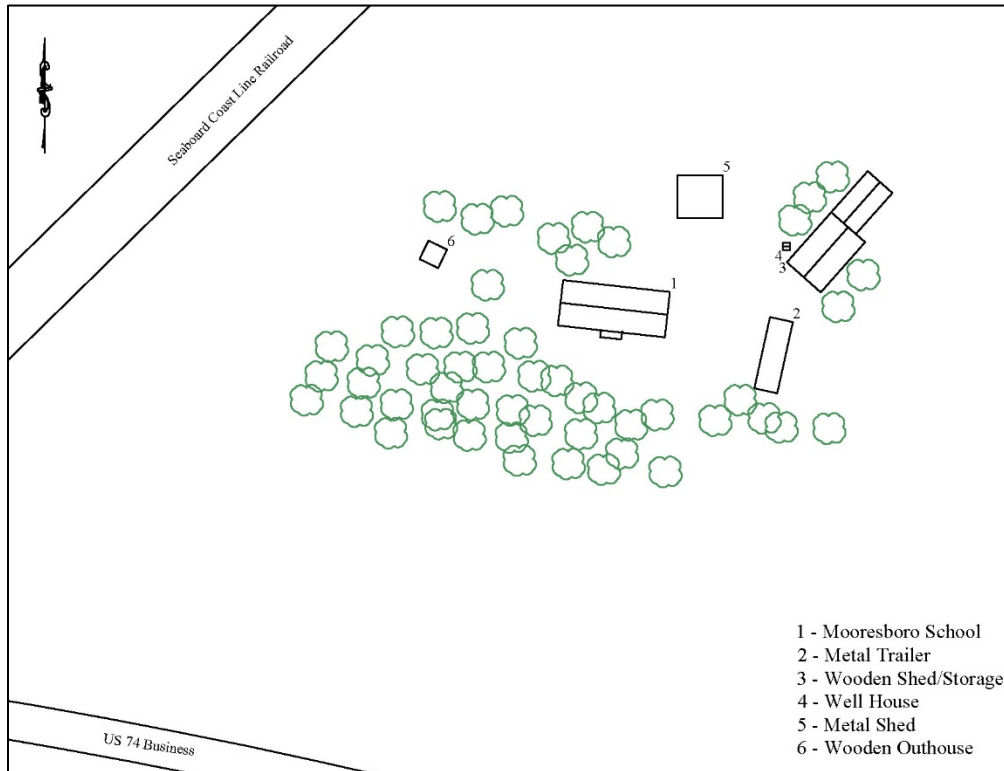 Seaboard Coast Line Railroad
5
6
4
3
1
2
1 - Mooresboro School
2 - Metal Trailer
3 - Wooden Shed/Storage
4 - Well House
5 - Metal Shed
6 - Wooden Outhouse
US 74 Business